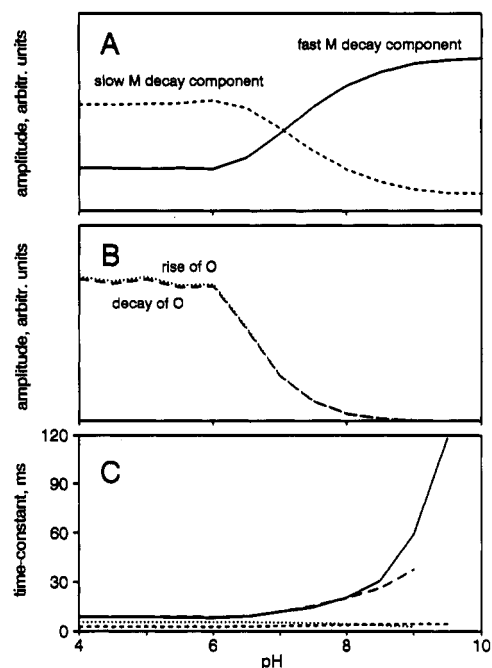 A
fast M decay component
slow M decay component
amplitude, arbitr. units
B
rise of O
decay of O
amplitude, arbitr. units
120
C
90
60
30
0
time-constant, ms
4
6
8
10
pH